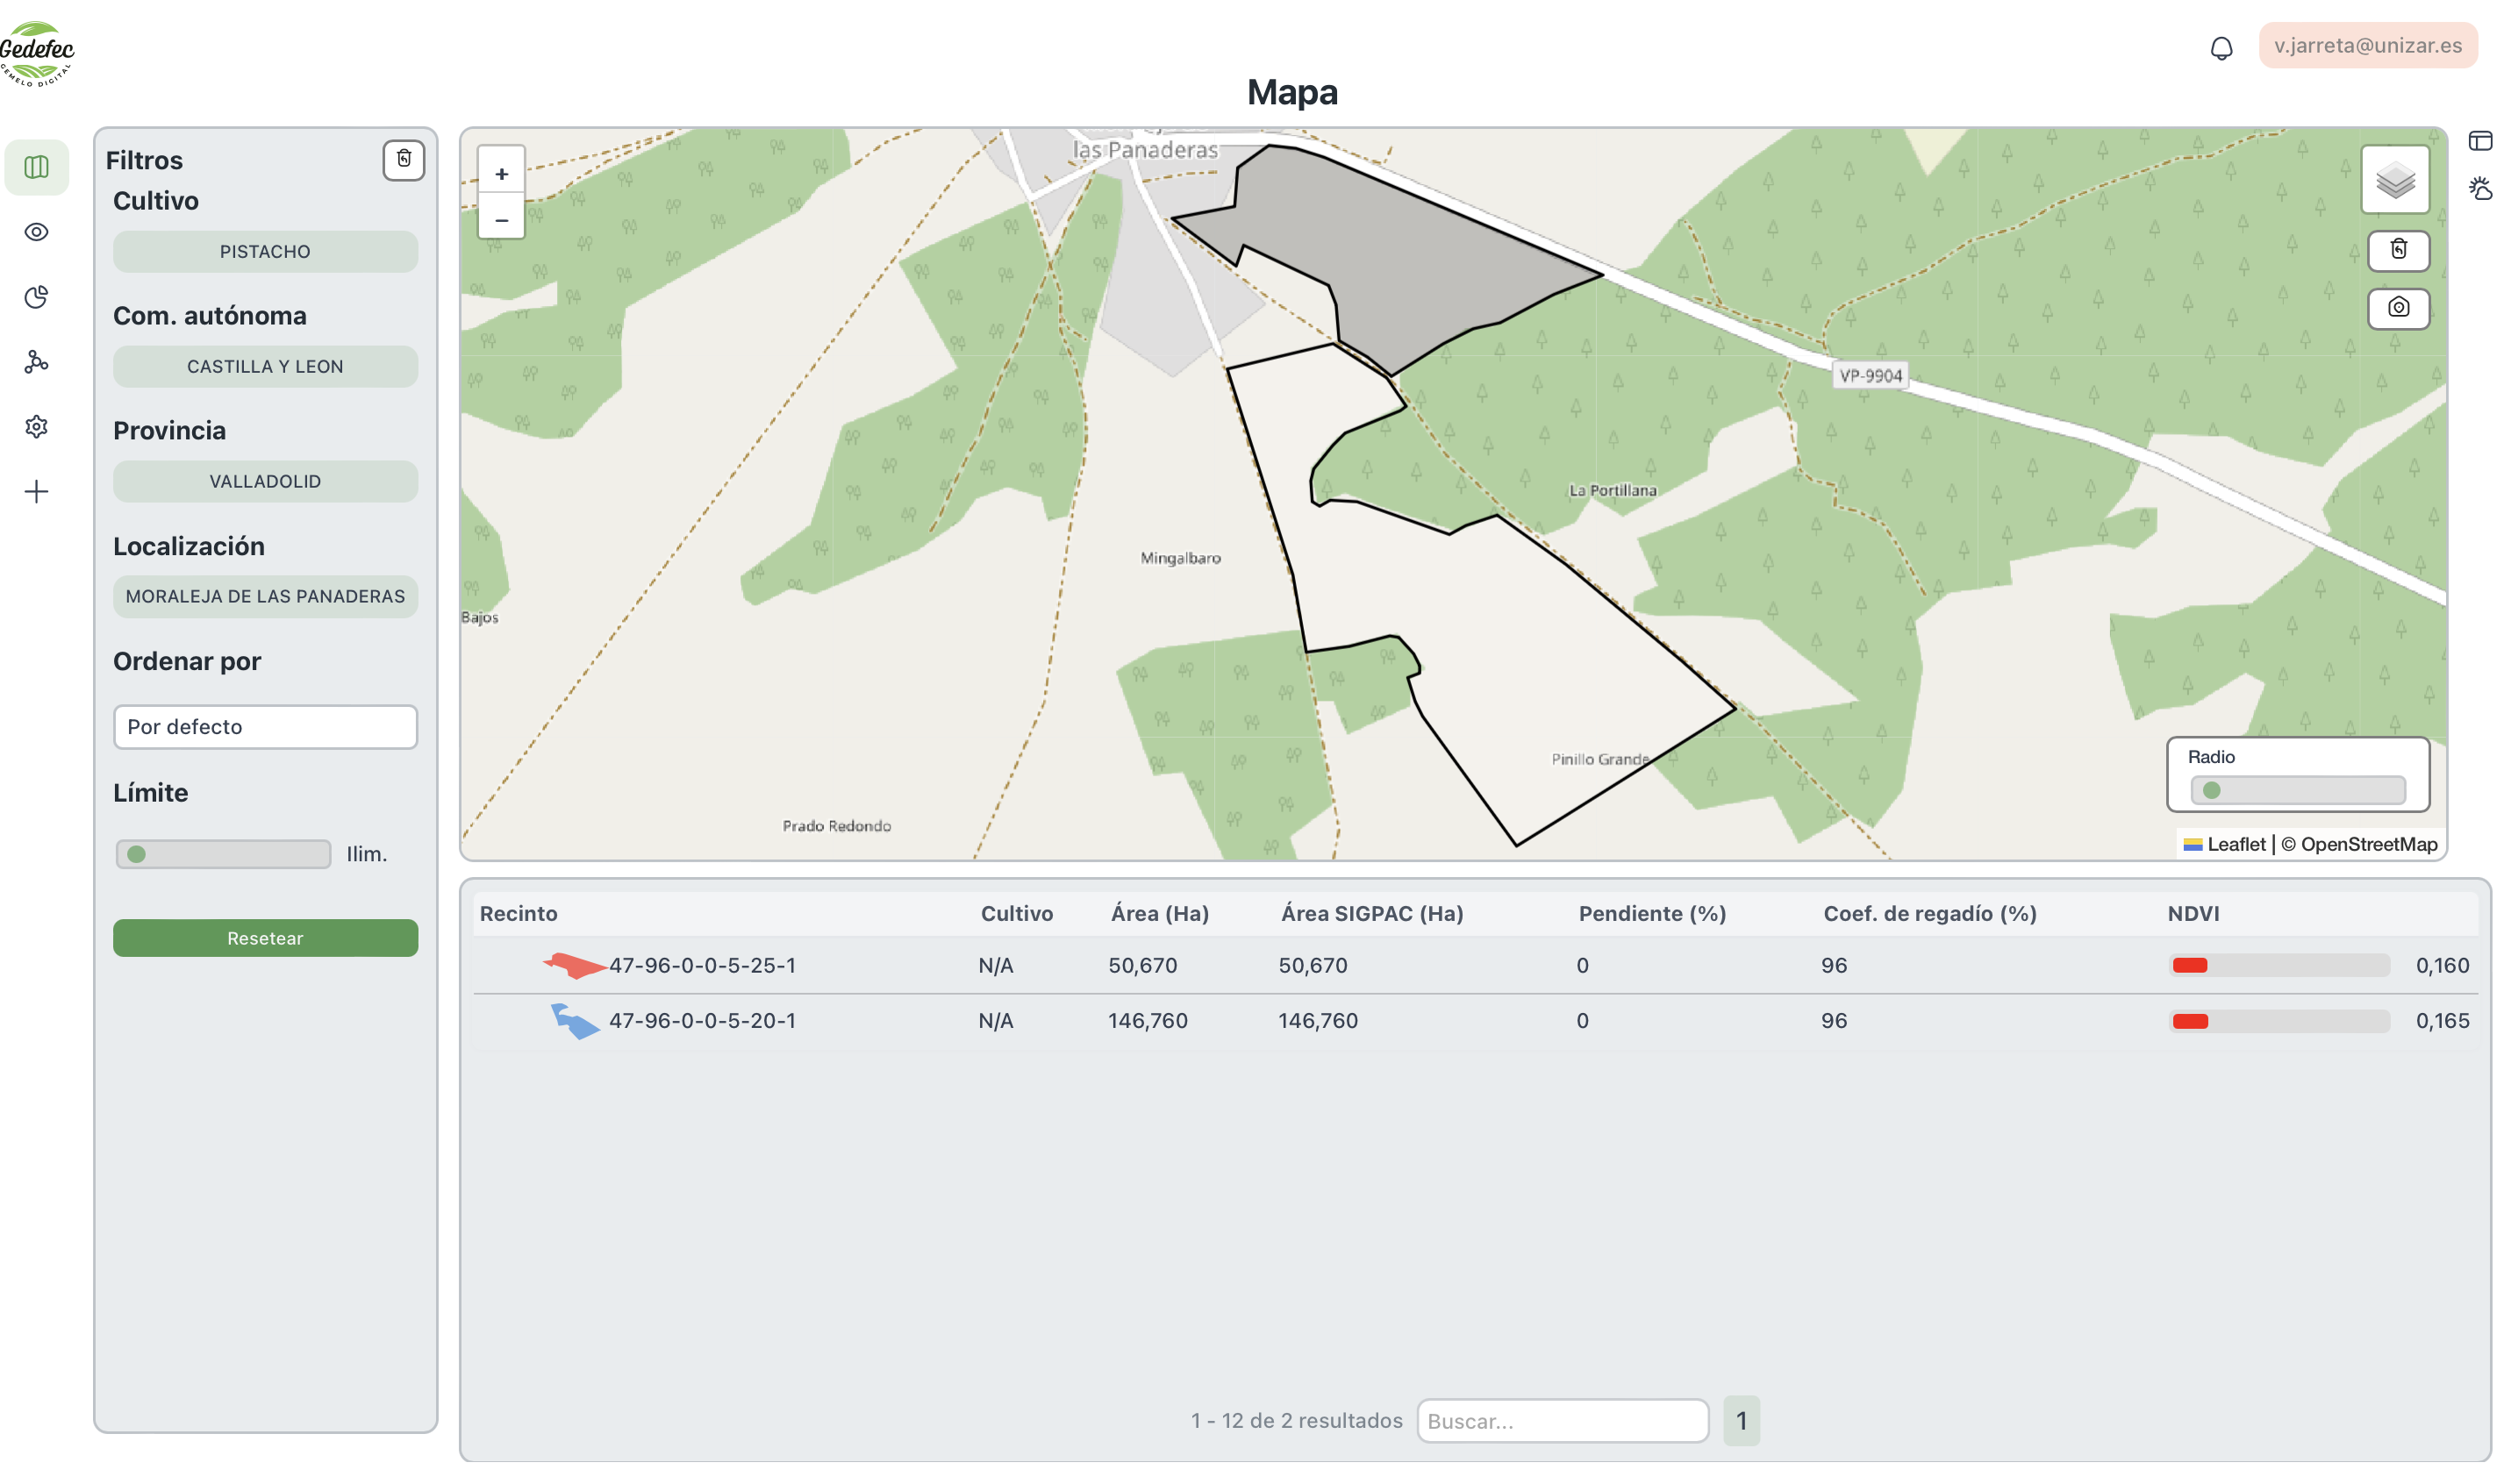 Gedefec
GEMELO DIGITAL
v.jarreta@unizar.es
Mapa
Filtros
Cultivo
PISTACHO
Com. autónoma
CASTILLA Y LEON
Provincia
VALLADOLID
Localización
MORALEJA DE LAS PANADERAS
Ordenar por
Por defecto
Límite
Ilim.
Resetear
+
−
las Panaderas
VP-9904
La Portillana
Mingalbaro
Bajos
Pinillo Grande
Prado Redondo
Radio
Leaflet | © OpenStreetMap
Recinto Cultivo Área (Ha) Área SIGPAC (Ha) Pendiente (%) Coef. de regadío (%) NDVI
47-96-0-0-5-25-1 N/A 50,670 50,670 0 96 0,160
47-96-0-0-5-20-1 N/A 146,760 146,760 0 96 0,165
1 - 12 de 2 resultados Buscar... 1